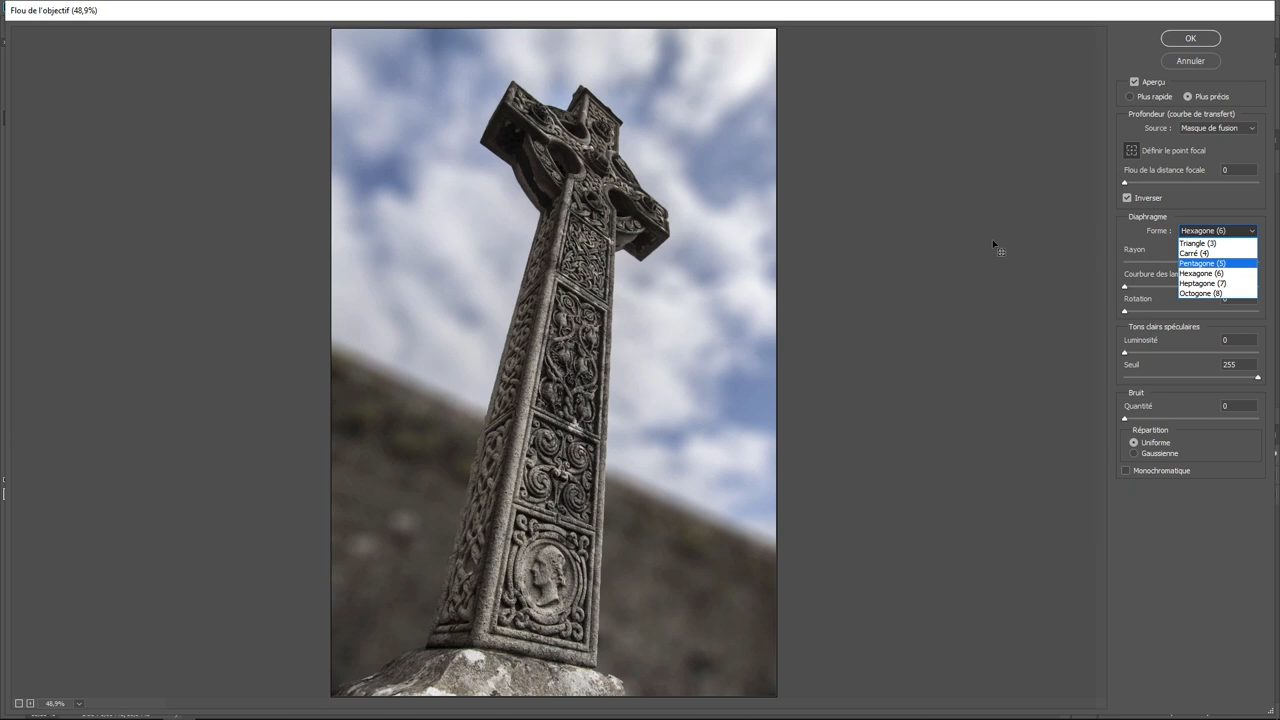 Flou de l'objectif (48,9%)
OK
Annuler
Aperçu
Plus rapide
Plus précis
Profondeur (courbe de transfert)
Source :
Masque de fusion
Définir le point focal
Flou de la distance focale
0
Inverser
Diaphragme
Forme :
Hexagone (6)
Triangle (3)
Rayon
Carré (4)
Pentagone (5)
Courbure des
Hexagone (6)
Heptagone (7)
Octogone (8)
Rotation
Tons clairs spéculaires
Luminosité
0
Seuil
255
Bruit
Quantité
0
Répartition
Uniforme
Gaussienne
Monochromatique
48,9%